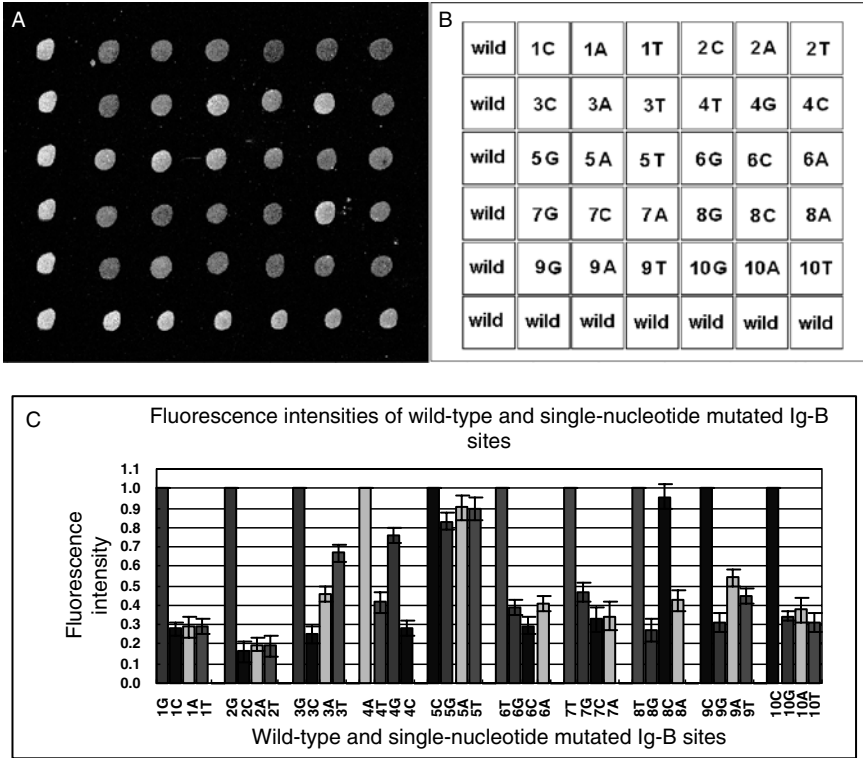 A
B
wild 1C 1A 1T 2C 2A 2T
wild 3C 3A 3T 4T 4G 4C
wild 5G 5A 5T 6G 6C 6A
wild 7G 7C 7A 8G 8C 8A
wild 9G 9A 9T 10G 10A 10T
wild wild wild wild wild wild wild
C
Fluorescence intensities of wild-type and single-nucleotide mutated Ig-B
sites
Fluorescence
intensity
1.1
1.0
0.9
0.8
0.7
0.6
0.5
0.4
0.3
0.2
0.1
0.0
1G 1C 1A 1T 2G 2C 2A 2T 3G 3C 3A 3T 4A 4T 4G 4C 5C 5G 5A 5T 6T 6G 6C 6A 7T 7G 7C 7A 8T 8G 8C 8A 9C 9G 9A 9T 10C 10G 10A 10T
Wild-type and single-nucleotide mutated Ig-B sites